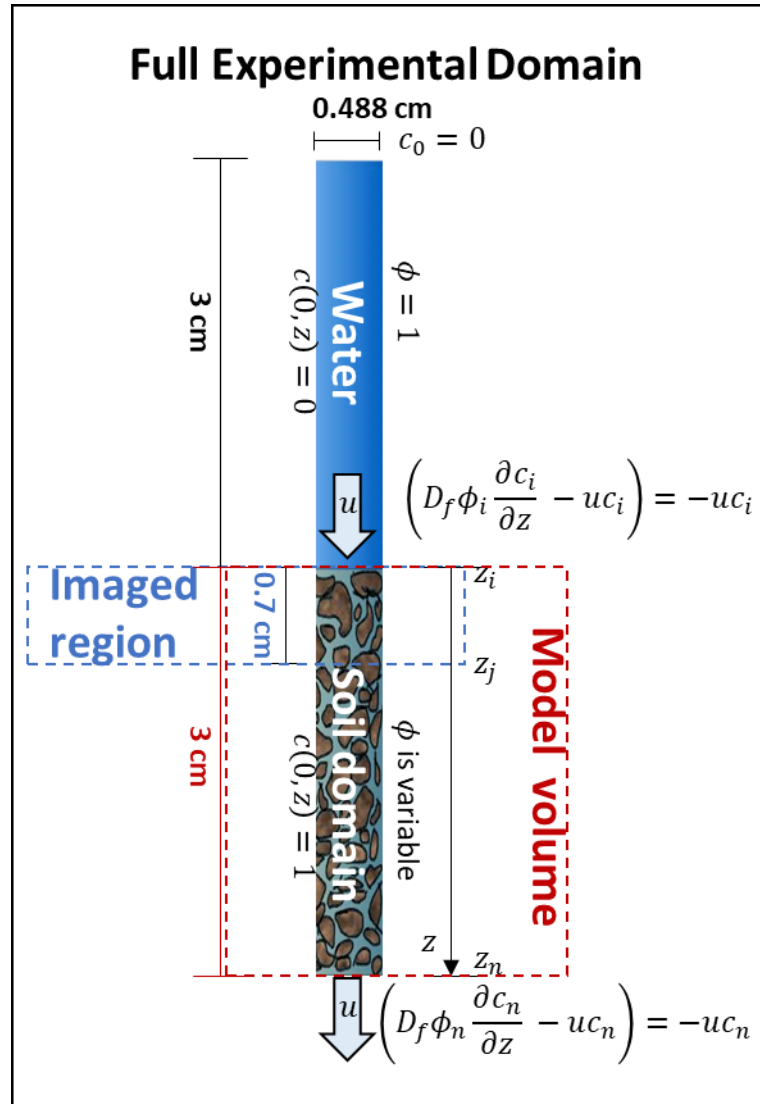 Full Experimental Domain
0.488 cm
c₀ = 0
3 cm
c(0, z) = 0
Water
ϕ = 1
u
(D_f ϕ_i ∂c_i/∂z − uc_i) = −uc_i
Imaged
region
0.7 cm
z_i
z_j
3 cm
c(0, z) = 1
Soil domain
ϕ is variable
Model volume
z
z_n
u
(D_f ϕ_n ∂c_n/∂z − uc_n) = −uc_n